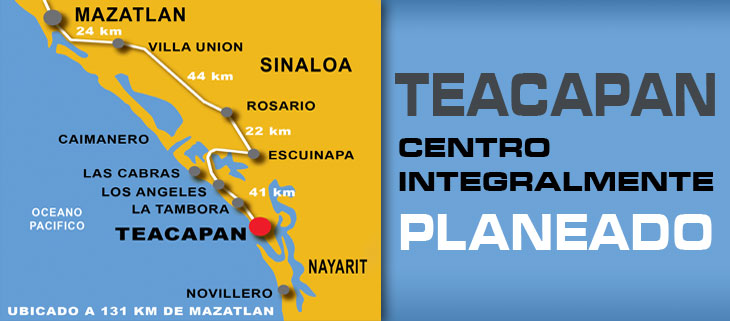 MAZATLAN
24 km
VILLA UNION
44 km
SINALOA
ROSARIO
22 km
CAIMANERO
ESCUINAPA
LAS CABRAS
LOS ANGELES
41 km
LA TAMBORA
OCEANO
PACIFICO
TEACAPAN
NAYARIT
NOVILLERO
UBICADO A 131 KM DE MAZATLAN
TEACAPAN
CENTRO
INTEGRALMENTE
PLANEADO